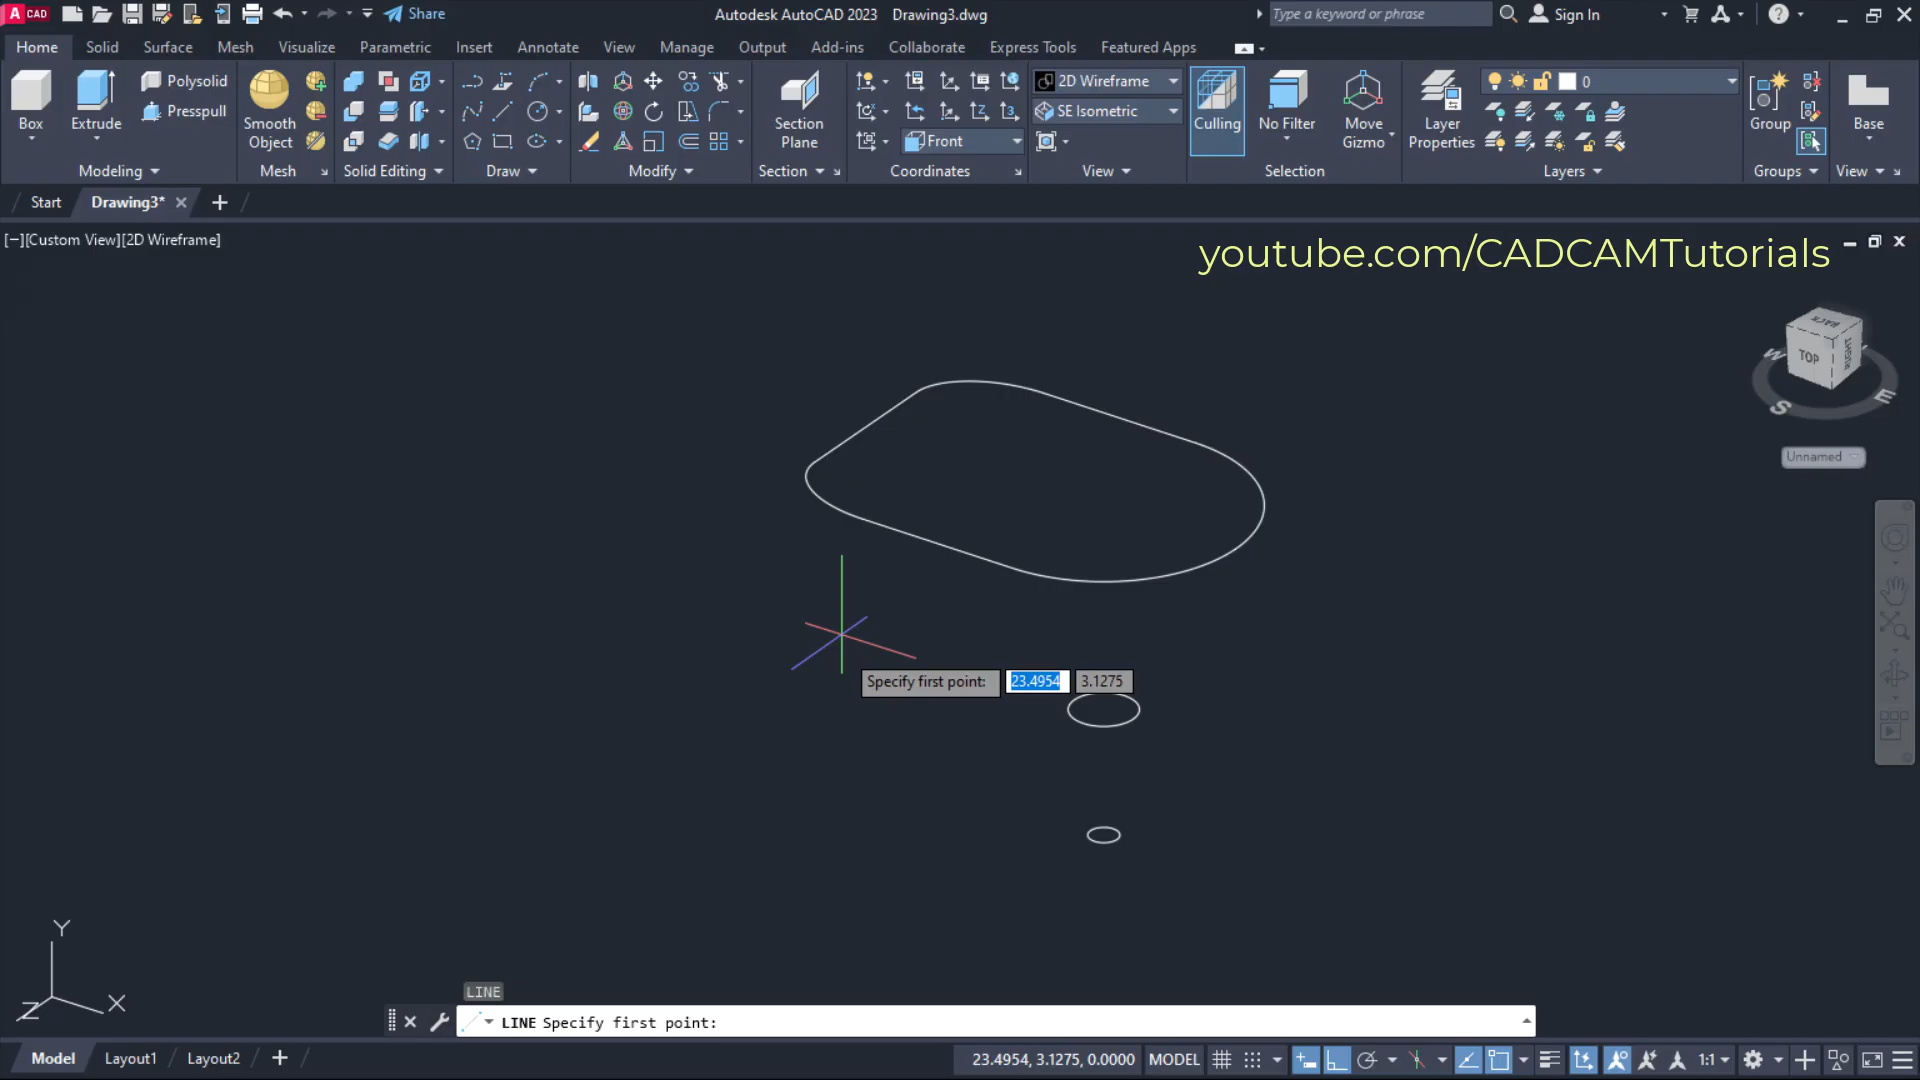 A CAD Share Autodesk AutoCAD 2023 Drawing3.dwg Type a keyword or phrase Sign In ?
Home Solid Surface Mesh Visualize Parametric Insert Annotate View Manage Output Add-ins Collaborate Express Tools Featured Apps
Polysolid 2D Wireframe 0
Box Extrude Presspull Smooth Object Section Plane SE Isometric Culling No Filter Move Gizmo Layer Properties Group Base
Front
Modeling Mesh Solid Editing Draw Modify Section Coordinates View Selection Layers Groups View
Start Drawing3* +
[−][Custom View][2D Wireframe]
youtube.com/CADCAMTutorials
BACK
TOP RIGHT
W
S E
Unnamed
Specify first point: 23.4954 3.1275
Y
X
Z
LINE
LINE Specify first point:
Model Layout1 Layout2 + 23.4954, 3.1275, 0.0000 MODEL 1:1